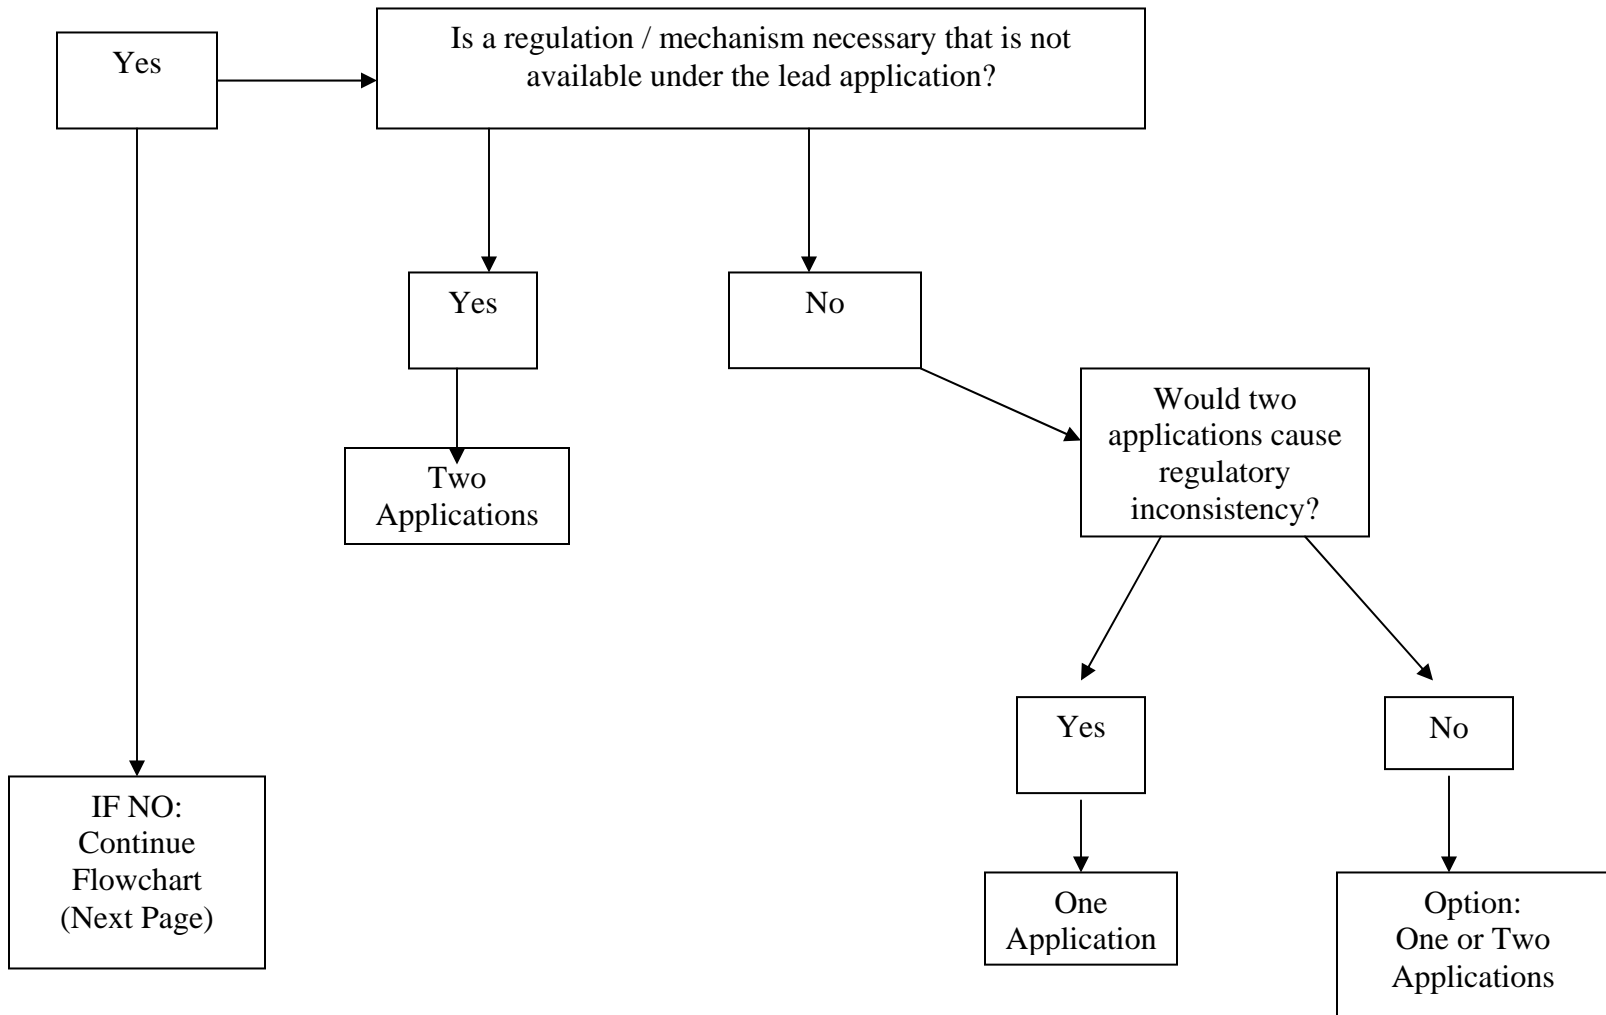 Yes
Is a regulation / mechanism necessary that is not
available under the lead application?
Yes
No
Would two
applications cause
regulatory
inconsistency?
Two
Applications
Yes
No
IF NO:
Continue
Flowchart
(Next Page)
One
Application
Option:
One or Two
Applications